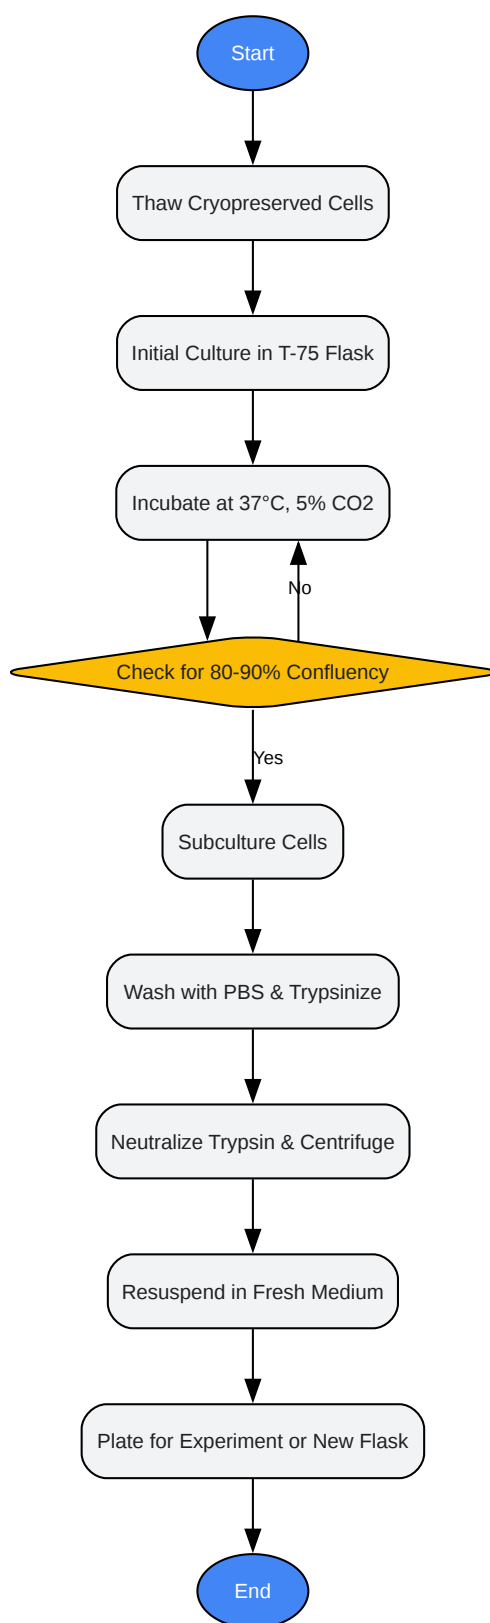 Start
Thaw Cryopreserved Cells
Initial Culture in T-75 Flask
Incubate at 37°C, 5% CO2
No
Check for 80-90% Confluency
Yes
Subculture Cells
Wash with PBS & Trypsinize
Neutralize Trypsin & Centrifuge
Resuspend in Fresh Medium
Plate for Experiment or New Flask
End